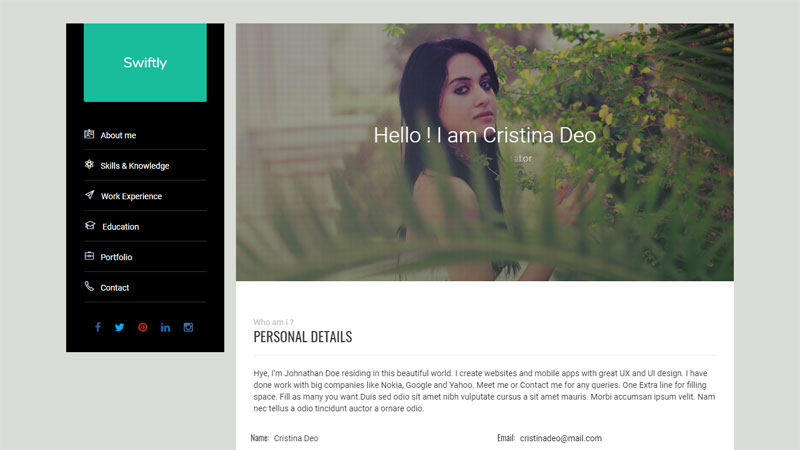 Swiftly
About me
Skills & Knowledge
Work Experience
Education
Portfolio
Contact
Hello ! I am Cristina Deo
Who am i ?
PERSONAL DETAILS
Hye, I'm Johnathan Doe residing in this beautiful world. I create websites and mobile apps with great UX and UI design. I have
done work with big companies like Nokia, Google and Yahoo. Meet me or Contact me for any queries. One Extra line for filling
space. Fill as many you want.Duis sed odio sit amet nibh vulputate cursus a sit amet mauris. Morbi accumsan ipsum velit. Nam
nec tellus a odio tincidunt auctor a ornare odio.
Name: Cristina Deo
Email: cristinadeo@mail.com